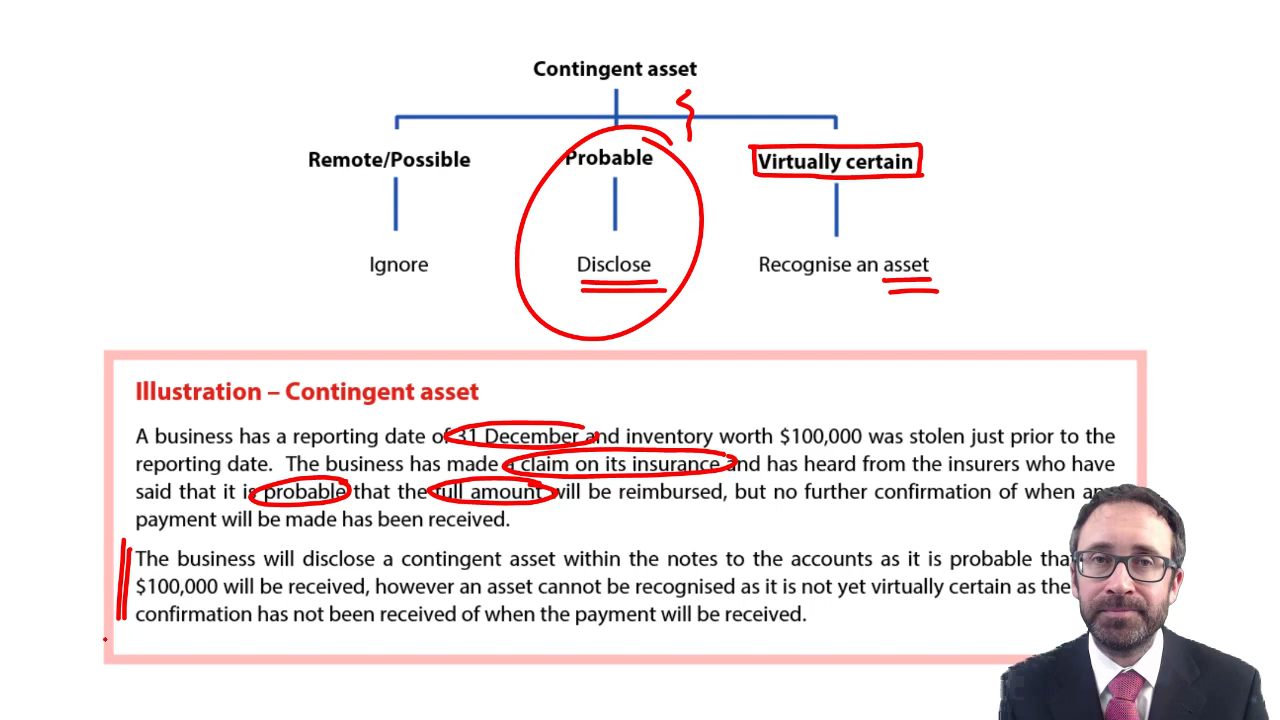 Contingent asset
Remote/Possible Probable Virtually certain
Ignore Disclose Recognise an asset
Illustration – Contingent asset
A business has a reporting date of 31 December and inventory worth $100,000 was stolen just prior to the
reporting date. The business has made a claim on its insurance and has heard from the insurers who have
said that it is probable that the full amount will be reimbursed, but no further confirmation of when any
payment will be made has been received.
The business will disclose a contingent asset within the notes to the accounts as it is probable that
$100,000 will be received, however an asset cannot be recognised as it is not yet virtually certain as the
confirmation has not been received of when the payment will be received.